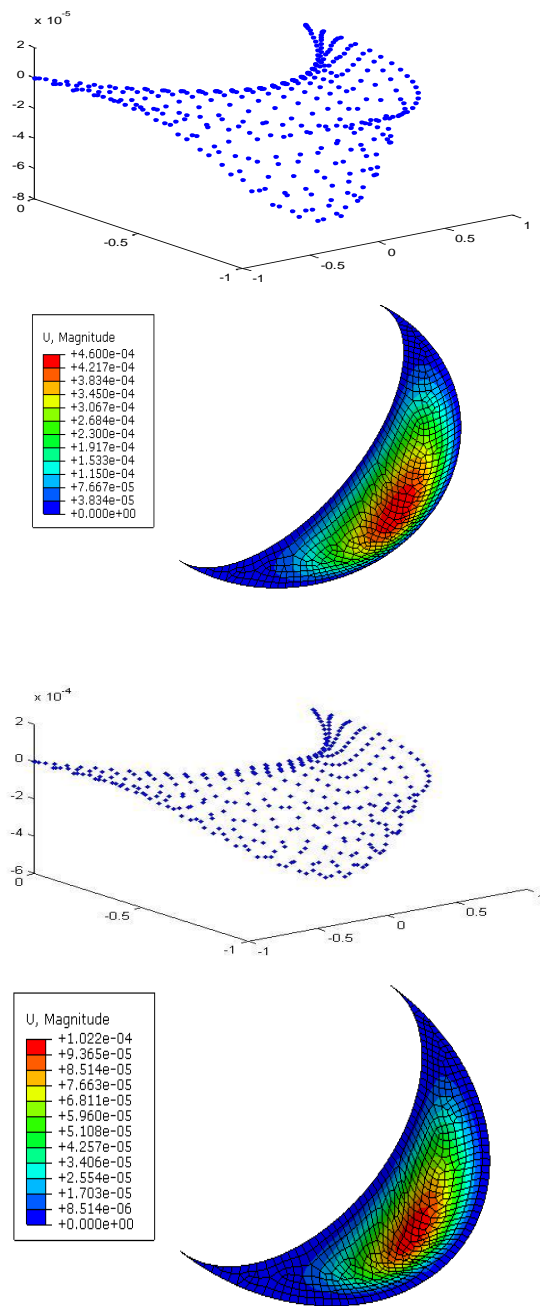 × 10-5
2
0
-2
-4
-6
-8
0
-0.5
-1
-1
-0.5
0
0.5
1
U, Magnitude
+4.600e-04
+4.217e-04
+3.834e-04
+3.450e-04
+3.067e-04
+2.684e-04
+2.300e-04
+1.917e-04
+1.533e-04
+1.150e-04
+7.667e-05
+3.834e-05
+0.000e+00
× 10-4
2
0
-2
-4
-6
0
-0.5
-1
-1
-0.5
0
0.5
U, Magnitude
+1.022e-04
+9.365e-05
+8.514e-05
+7.663e-05
+6.811e-05
+5.960e-05
+5.108e-05
+4.257e-05
+3.406e-05
+2.554e-05
+1.703e-05
+8.514e-06
+0.000e+00